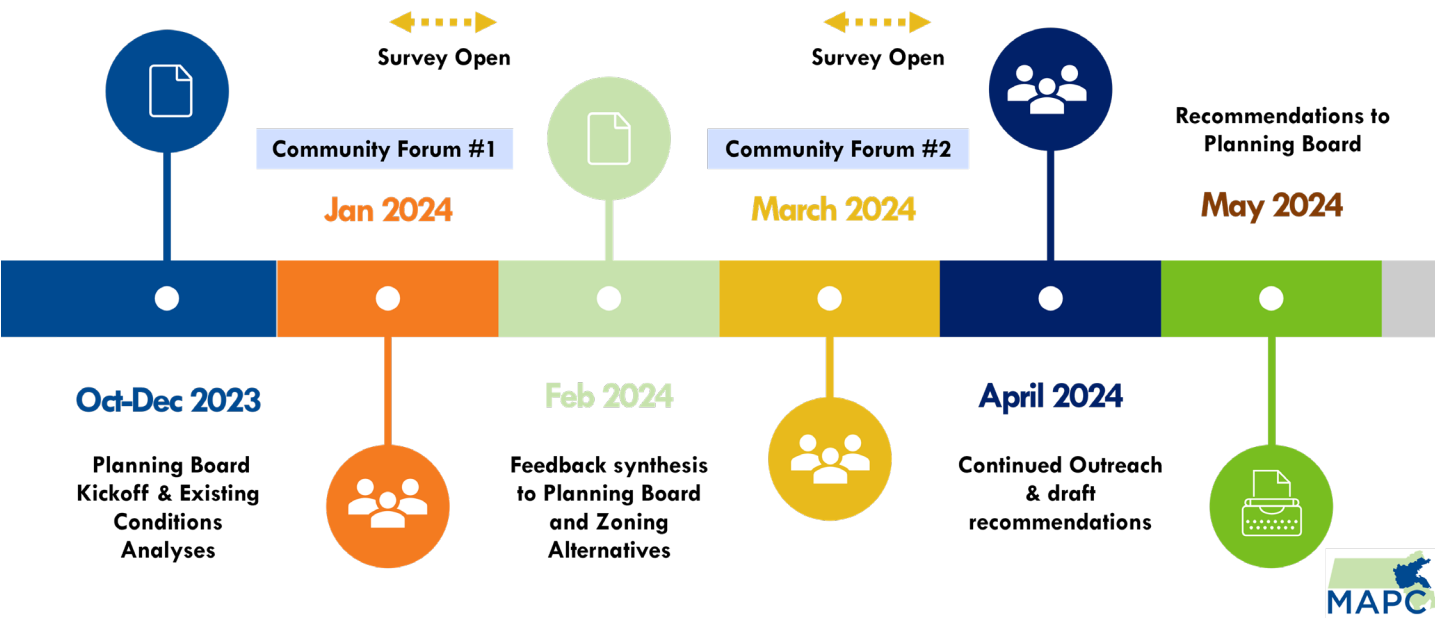 Survey Open
Survey Open
Community Forum #1
Jan 2024
Community Forum #2
March 2024
Recommendations to
Planning Board
May 2024
Oct-Dec 2023
Planning Board
Kickoff & Existing
Conditions
Analyses
Feb 2024
Feedback synthesis
to Planning Board
and Zoning
Alternatives
April 2024
Continued Outreach
& draft
recommendations
MAPC